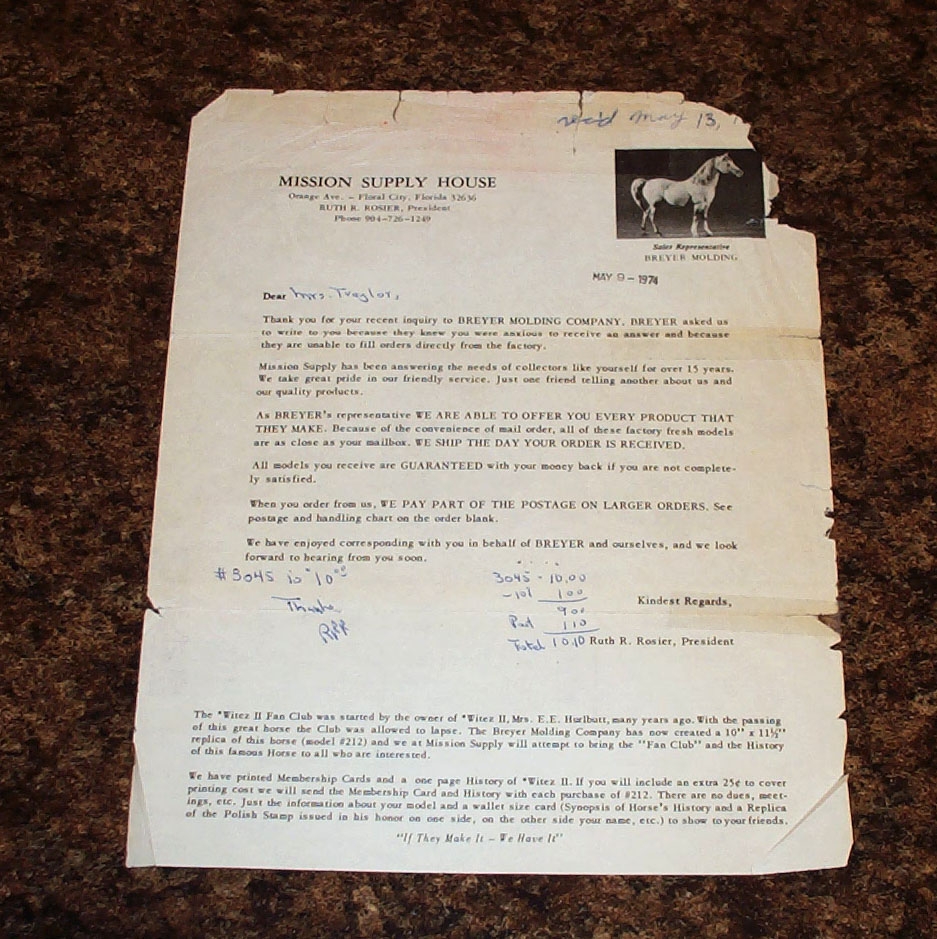 rec'd May 13,
MISSION SUPPLY HOUSE
Orange Ave. – Floral City, Florida 32636
RUTH R. ROSIER, President
Phone 904-726-1249
Sales Representative
BREYER MOLDING
MAY 9 - 1974
Dear Mrs. Traylor,
Thank you for your recent inquiry to BREYER MOLDING COMPANY. BREYER asked us
to write to you because they knew you were anxious to receive an answer and because
they are unable to fill orders directly from the factory.
Mission Supply has been answering the needs of collectors like yourself for over 15 years.
We take great pride in our friendly service. Just one friend telling another about us and
our quality products.
As BREYER's representative WE ARE ABLE TO OFFER YOU EVERY PRODUCT THAT
THEY MAKE. Because of the convenience of mail order, all of these factory fresh models
are as close as your mailbox. WE SHIP THE DAY YOUR ORDER IS RECEIVED.
All models you receive are GUARANTEED with your money back if you are not complete-
ly satisfied.
When you order from us, WE PAY PART OF THE POSTAGE ON LARGER ORDERS. See
postage and handling chart on the order blank.
We have enjoyed corresponding with you in behalf of BREYER and ourselves, and we look
forward to hearing from you soon.
#3045 is "10.00
Thanks
RRR
3045 - 10.00
-10% 1 00
9 00
Post 1 10
Total 10.10
Kindest Regards,
Ruth R. Rosier, President
The *Witez II Fan Club was started by the owner of *Witez II, Mrs. E.E. Hurlbutt, many years ago. With the passing
of this great horse the Club was allowed to lapse. The Breyer Molding Company has now created a 10" x 11½"
replica of this horse (model #212) and we at Mission Supply will attempt to bring the "Fan Club" and the History
of this famous Horse to all who are interested.
We have printed Membership Cards and a one page History of *Witez II. If you will include an extra 25¢ to cover
printing cost we will send the Membership Card and History with each purchase of #212. There are no dues, meet-
ings, etc. Just the information about your model and a wallet size card (Synopsis of Horse's History and a Replica
of the Polish Stamp issued in his honor on one side, on the other side your name, etc.) to show to your friends.
"If They Make It – We Have It"